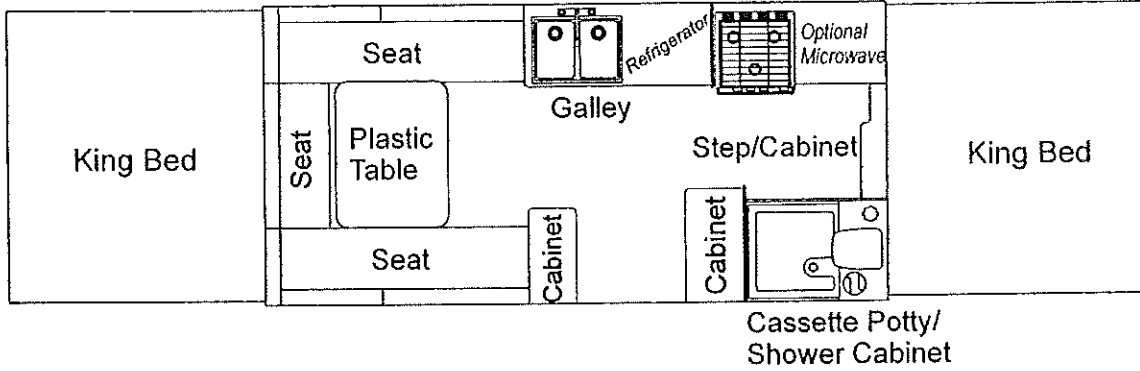 Seat
Refrigerator
Optional
Microwave
Galley
King Bed
Seat
Plastic
Table
Step/Cabinet
King Bed
Seat
Cabinet
Cabinet
Cassette Potty/
Shower Cabinet